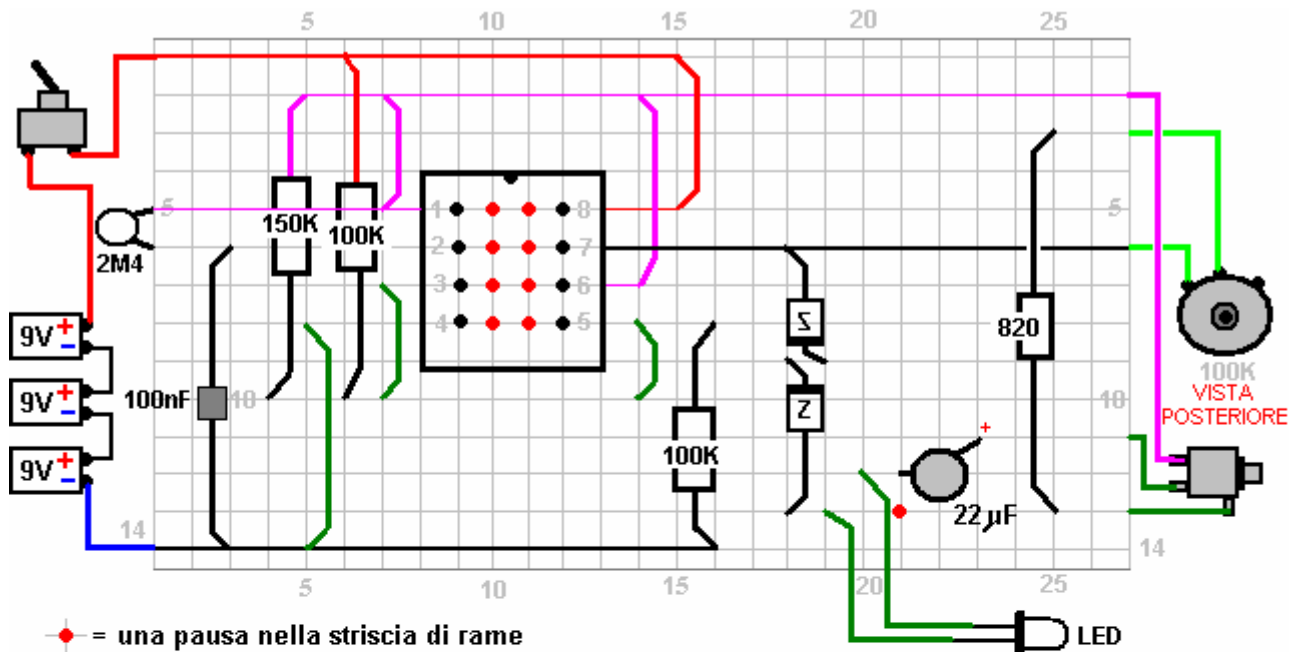 5 10 15 20 25
5 1 8 5
150K 100K
2 7
2M4
3 6
9V + −
4 5
820
Z
100K
9V + −
100nF 10 10
VISTA
POSTERIORE
Z
+
9V + −
100K
22 µF
14 14
5 10 15 20 25
= una pausa nella striscia di rame
LED